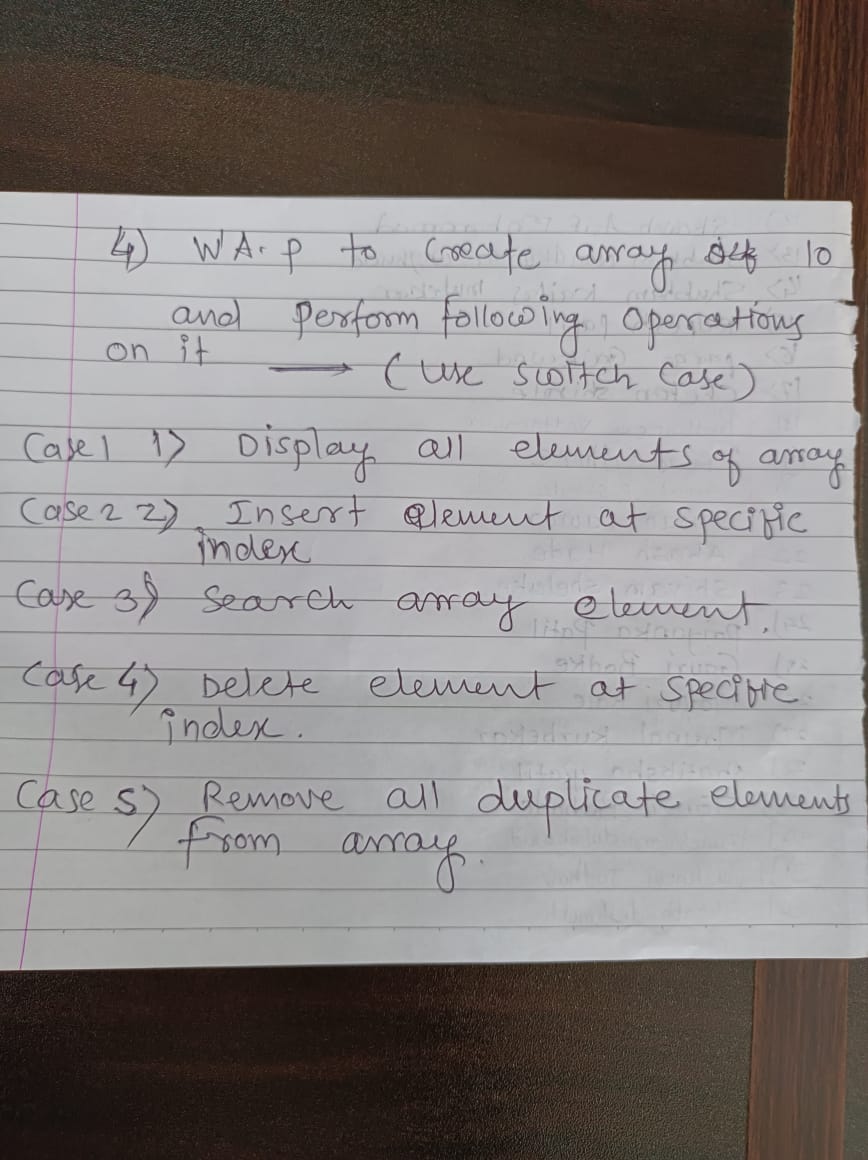 4) W A. P to Create array of 10
and Perform following Operations
on it → (Use Switch Case)
Case 1 1) Display all elements of array
Case 2 2) Insert element at specific
index
Case 3) Search array element.
Case 4) Delete element at specific
index.
Case 5) Remove all duplicate elements
from array.